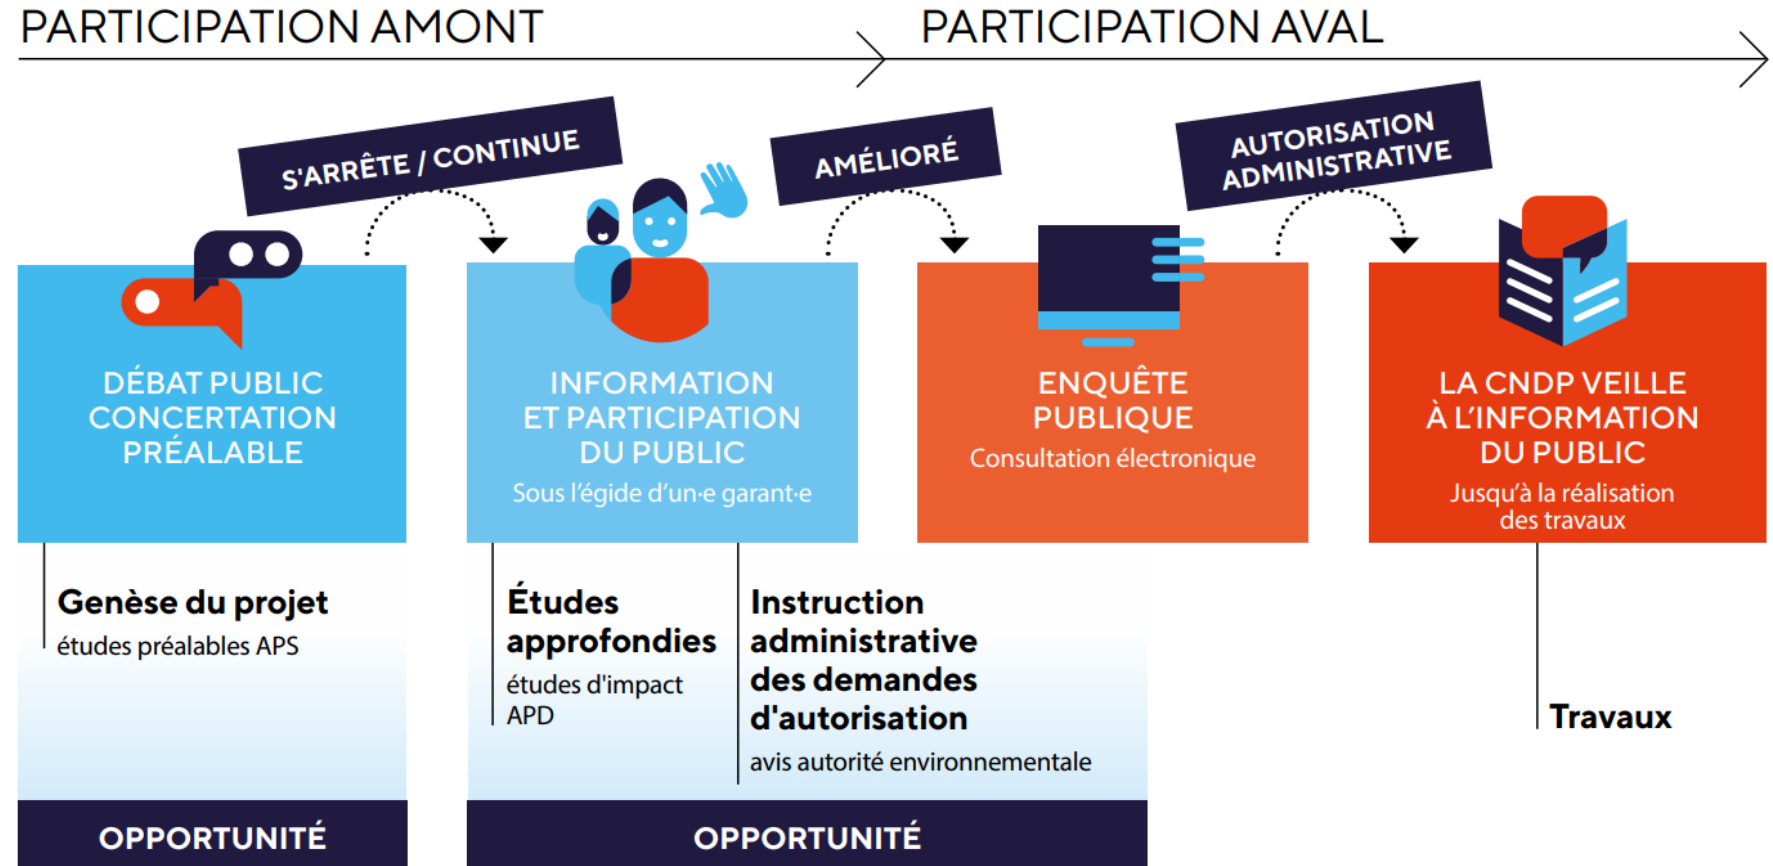 PARTICIPATION AMONT
PARTICIPATION AVAL
S'ARRÊTE / CONTINUE
AMÉLIORÉ
AUTORISATION
ADMINISTRATIVE
DÉBAT PUBLIC
CONCERTATION
PRÉALABLE
INFORMATION
ET PARTICIPATION
DU PUBLIC
Sous l'égide d'un·e garant·e
ENQUÊTE
PUBLIQUE
Consultation électronique
LA CNDP VEILLE
À L'INFORMATION
DU PUBLIC
Jusqu'à la réalisation
des travaux
Genèse du projet
études préalables APS
Études
approfondies
études d'impact
APD
Instruction
administrative
des demandes
d'autorisation
avis autorité environnementale
Travaux
OPPORTUNITÉ
OPPORTUNITÉ